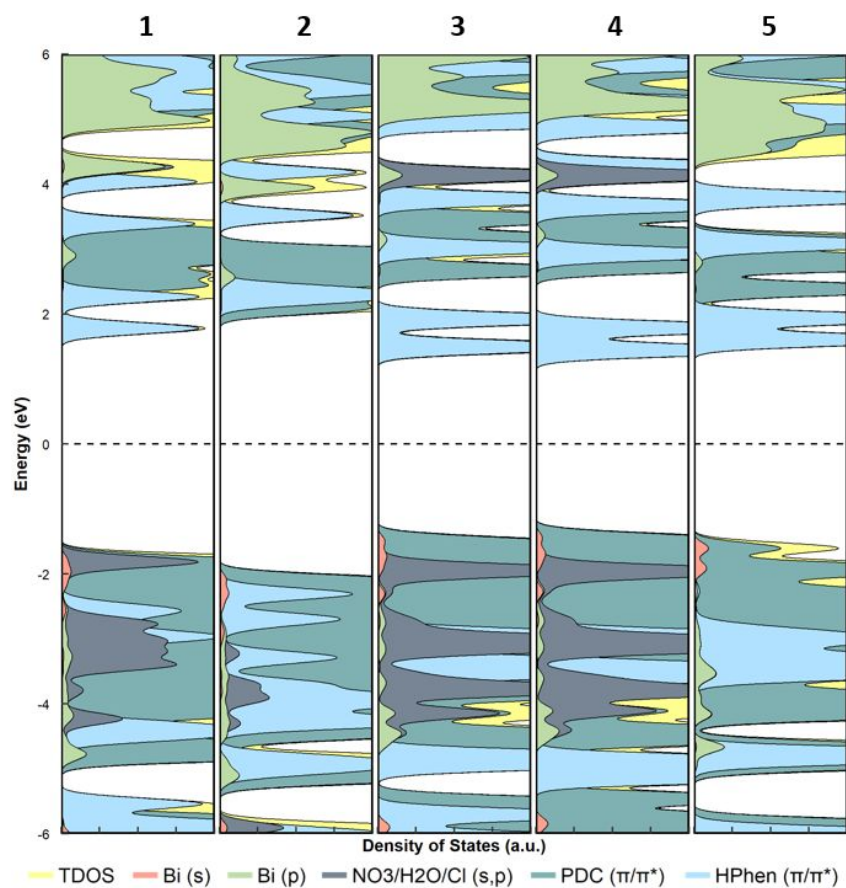 1 2 3 4 5
6
4
2
0
-2
-4
-6
Energy (eV)
Density of States (a.u.)
TDOS Bi (s) Bi (p) NO3/H2O/Cl (s,p) PDC (π/π*) HPhen (π/π*)